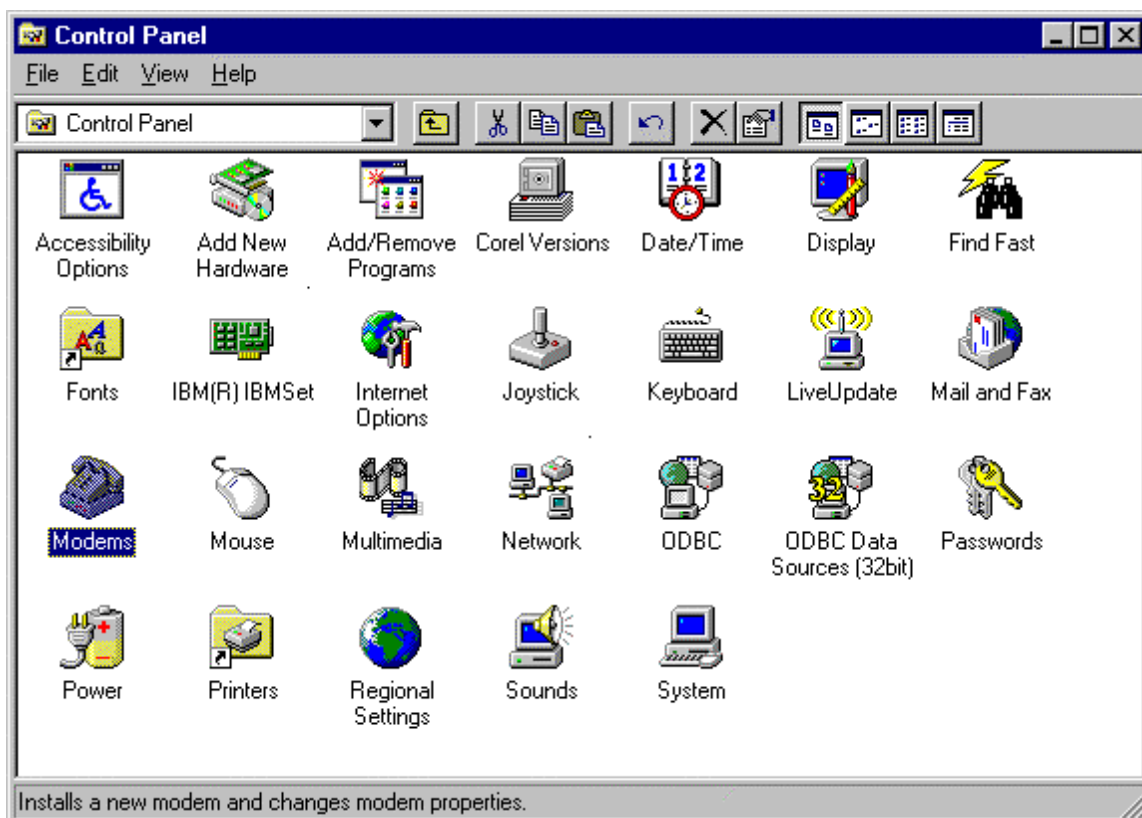 Control Panel
File Edit View Help
Control Panel
Accessibility Options
Add New Hardware
Add/Remove Programs
Corel Versions
Date/Time
Display
Find Fast
Fonts
IBM(R) IBMSet
Internet Options
Joystick
Keyboard
LiveUpdate
Mail and Fax
Modems
Mouse
Multimedia
Network
ODBC
32
ODBC Data Sources (32bit)
Passwords
Power
Printers
Regional Settings
Sounds
System
Installs a new modem and changes modem properties.